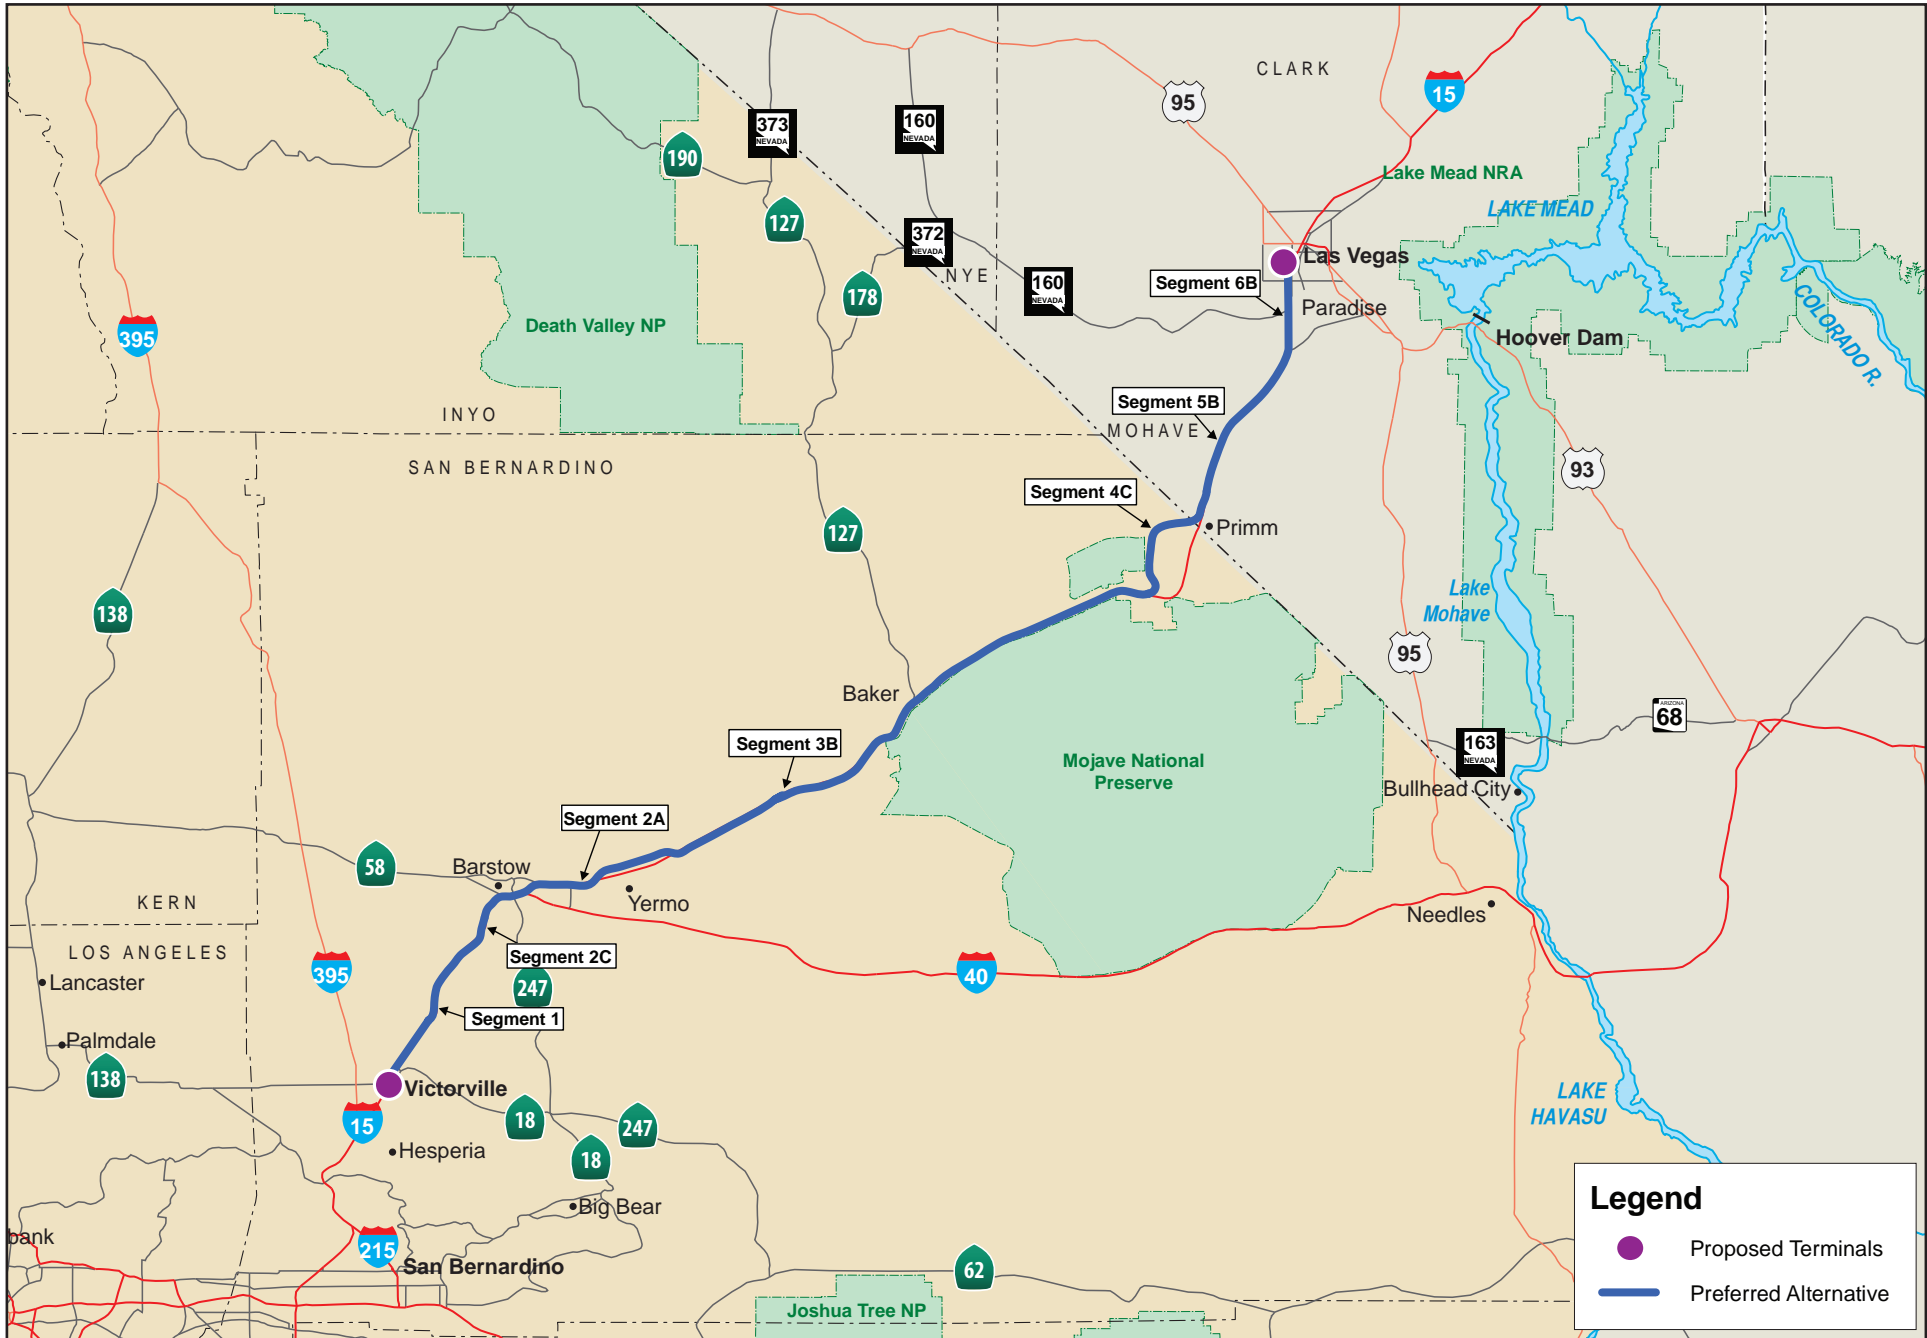 CLARK
95
15
373
NEVADA
160
NEVADA
190
Lake Mead NRA
LAKE MEAD
127
372
NEVADA
NYE
Las Vegas
160
NEVADA
Segment 6B
178
Paradise
COLORADO R.
Death Valley NP
395
Hoover Dam
Segment 5B
INYO
MOHAVE
SAN BERNARDINO
93
Segment 4C
127
Primm
138
Lake
Mohave
95
Baker
ARIZONA
68
Segment 3B
163
NEVADA
Mojave National
Preserve
Bullhead City
Segment 2A
58
Barstow
Yermo
KERN
Needles
LOS ANGELES
Segment 2C
395
40
Lancaster
247
Segment 1
Palmdale
138
Victorville
LAKE
HAVASU
15
18
247
Hesperia
18
Big Bear
Legend
bank
215
San Bernardino
62
Proposed Terminals
Preferred Alternative
Joshua Tree NP